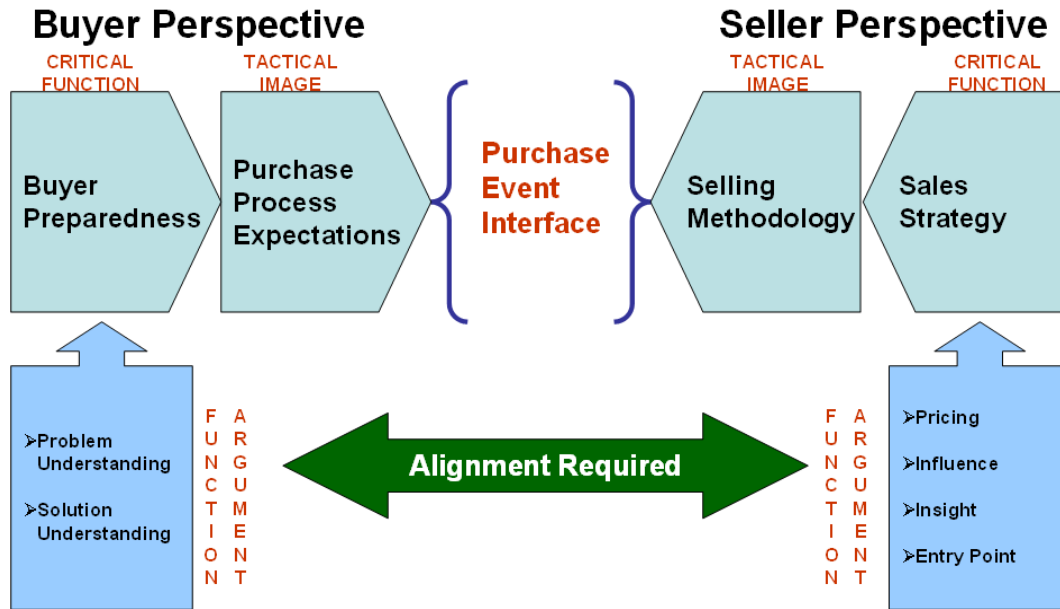 Buyer Perspective
Seller Perspective
CRITICAL
FUNCTION
TACTICAL
IMAGE
TACTICAL
IMAGE
CRITICAL
FUNCTION
Buyer
Preparedness
Purchase
Process
Expectations
Purchase
Event
Interface
Selling
Methodology
Sales
Strategy
➢Problem
Understanding
➢Solution
Understanding
FUNCTION
ARGUMENT
Alignment Required
FUNCTION
ARGUMENT
➢Pricing
➢Influence
➢Insight
➢Entry Point